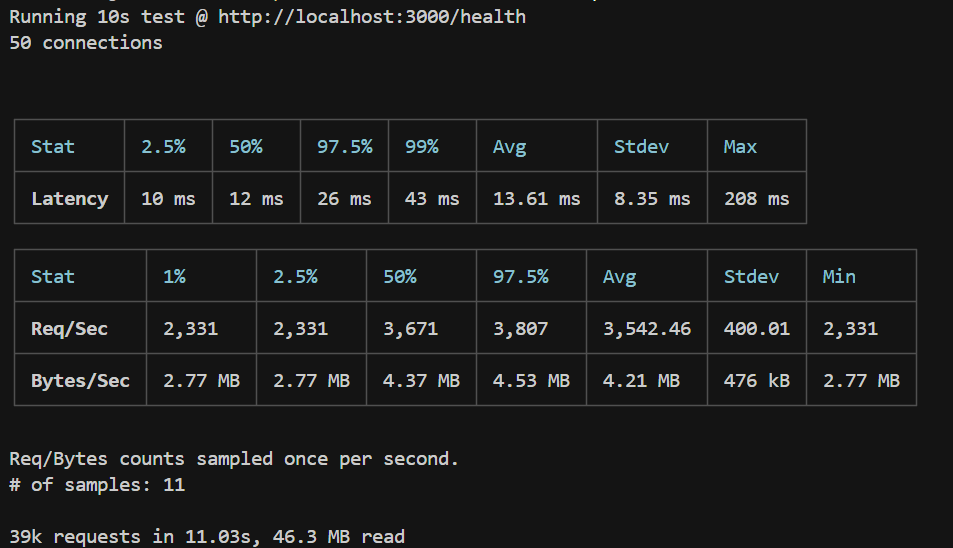 Running 10s test @ http://localhost:3000/health
50 connections
Stat 2.5% 50% 97.5% 99% Avg Stdev Max
Latency 10 ms 12 ms 26 ms 43 ms 13.61 ms 8.35 ms 208 ms
Stat 1% 2.5% 50% 97.5% Avg Stdev Min
Req/Sec 2,331 2,331 3,671 3,807 3,542.46 400.01 2,331
Bytes/Sec 2.77 MB 2.77 MB 4.37 MB 4.53 MB 4.21 MB 476 kB 2.77 MB
Req/Bytes counts sampled once per second.
# of samples: 11
39k requests in 11.03s, 46.3 MB read